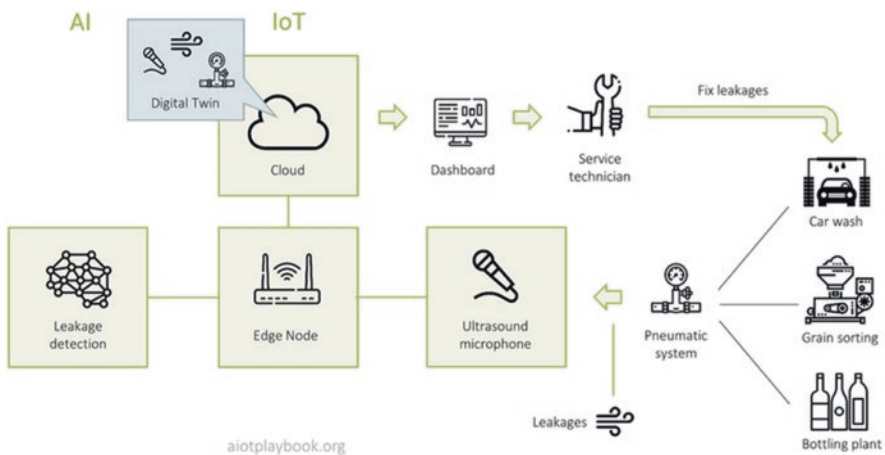 AI
IoT
Digital Twin
Cloud
Dashboard
Service
technician
Fix leakages
Car wash
Leakage
detection
Edge Node
Ultrasound
microphone
Pneumatic
system
Grain sorting
Leakages
Bottling plant
aiotplaybook.org